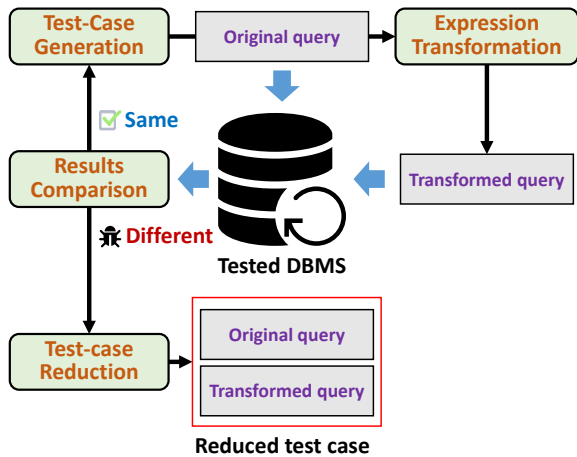 Test-Case
Generation
Original query
Expression
Transformation
Same
Results
Comparison
Transformed query
Different
Tested DBMS
Test-case
Reduction
Original query
Transformed query
Reduced test case